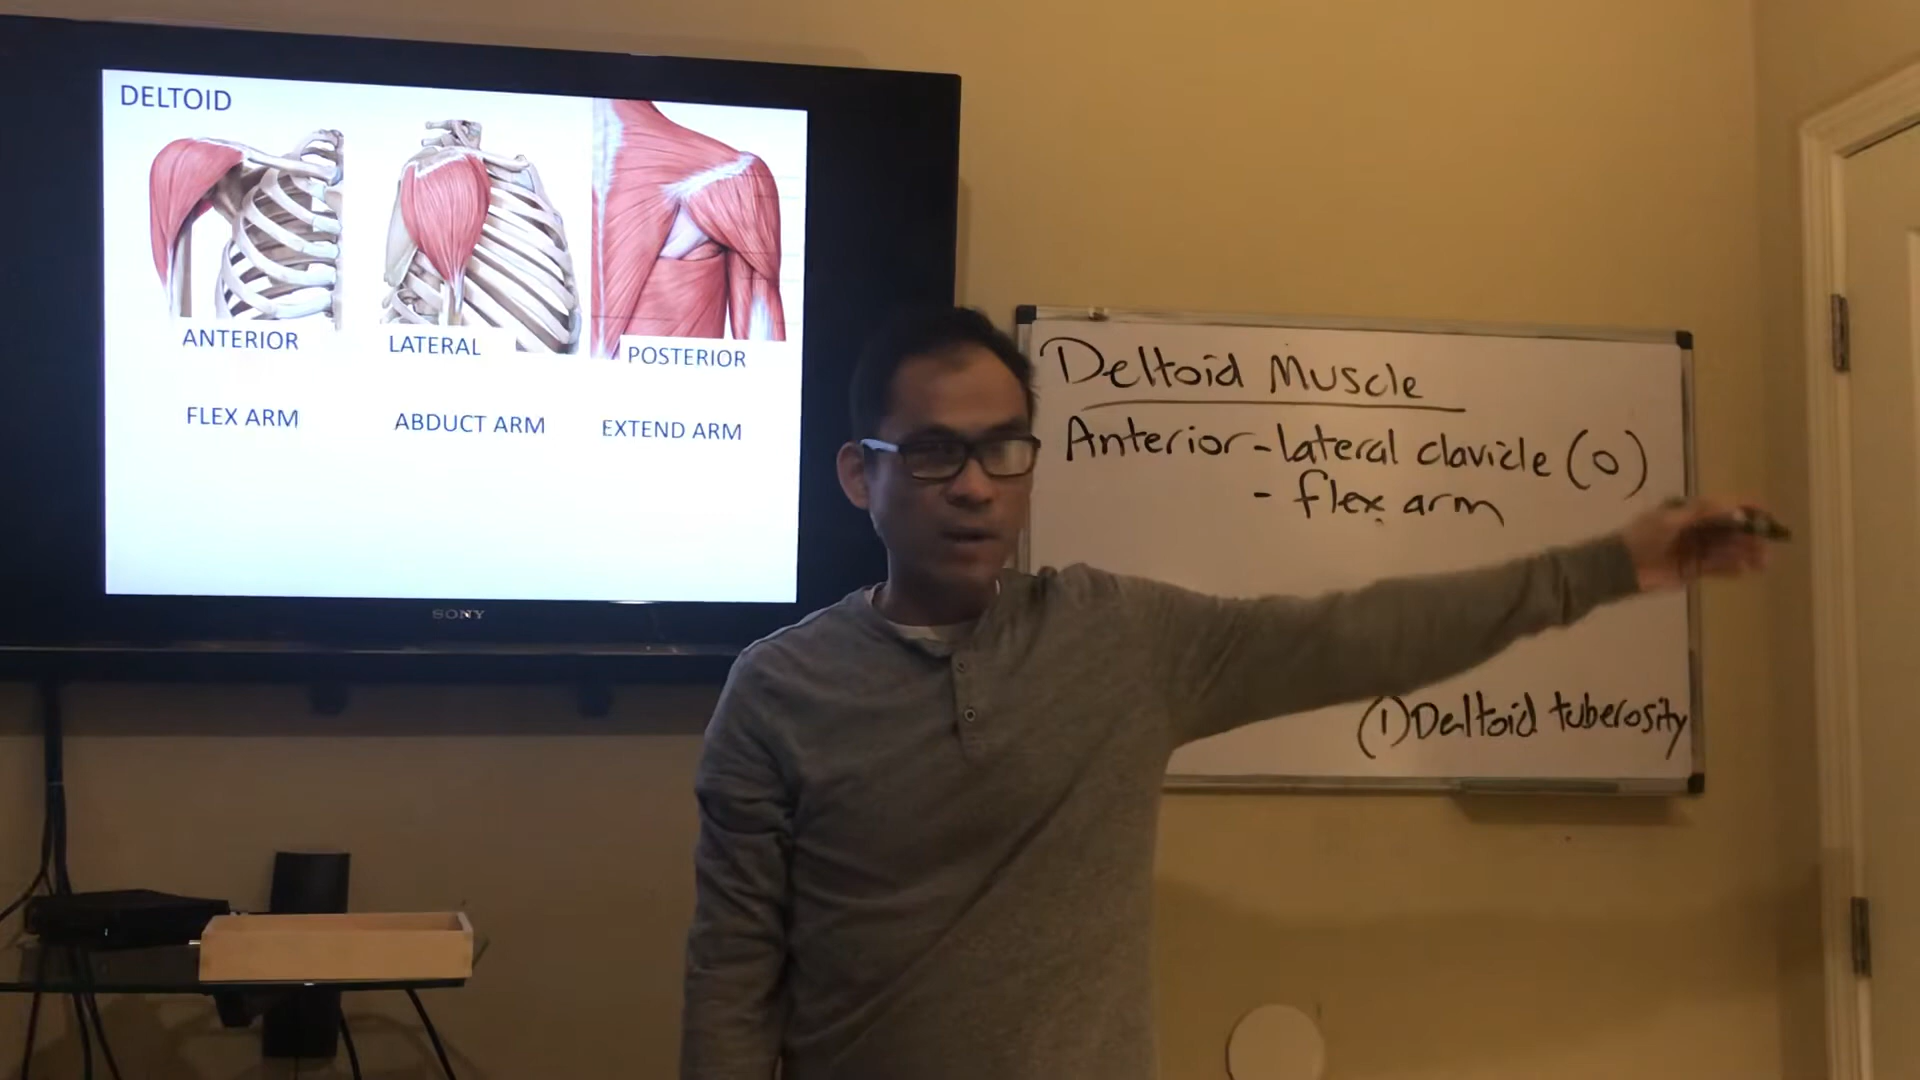 DELTOID
ANTERIOR
LATERAL
POSTERIOR
FLEX ARM
ABDUCT ARM
EXTEND ARM
SONY
Deltoid Muscle
Anterior - lateral clavicle (O)
- flex arm
(I) Deltoid tuberosity